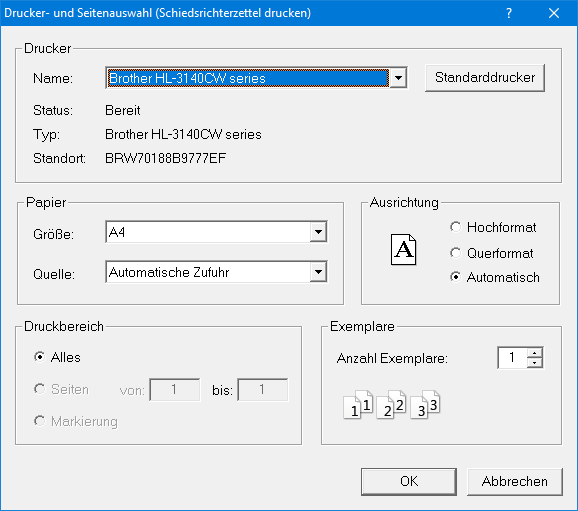 Drucker- und Seitenauswahl (Schiedsrichterzettel drucken)
Drucker
Name: Brother HL-3140CW series Standarddrucker
Status: Bereit
Typ: Brother HL-3140CW series
Standort: BRW70188B9777EF
Papier
Größe: A4
Quelle: Automatische Zufuhr
Ausrichtung
A
Hochformat
Querformat
Automatisch
Druckbereich
Alles
Seiten von: 1 bis: 1
Markierung
Exemplare
Anzahl Exemplare: 1
1 1 2 2 3 3
OK Abbrechen